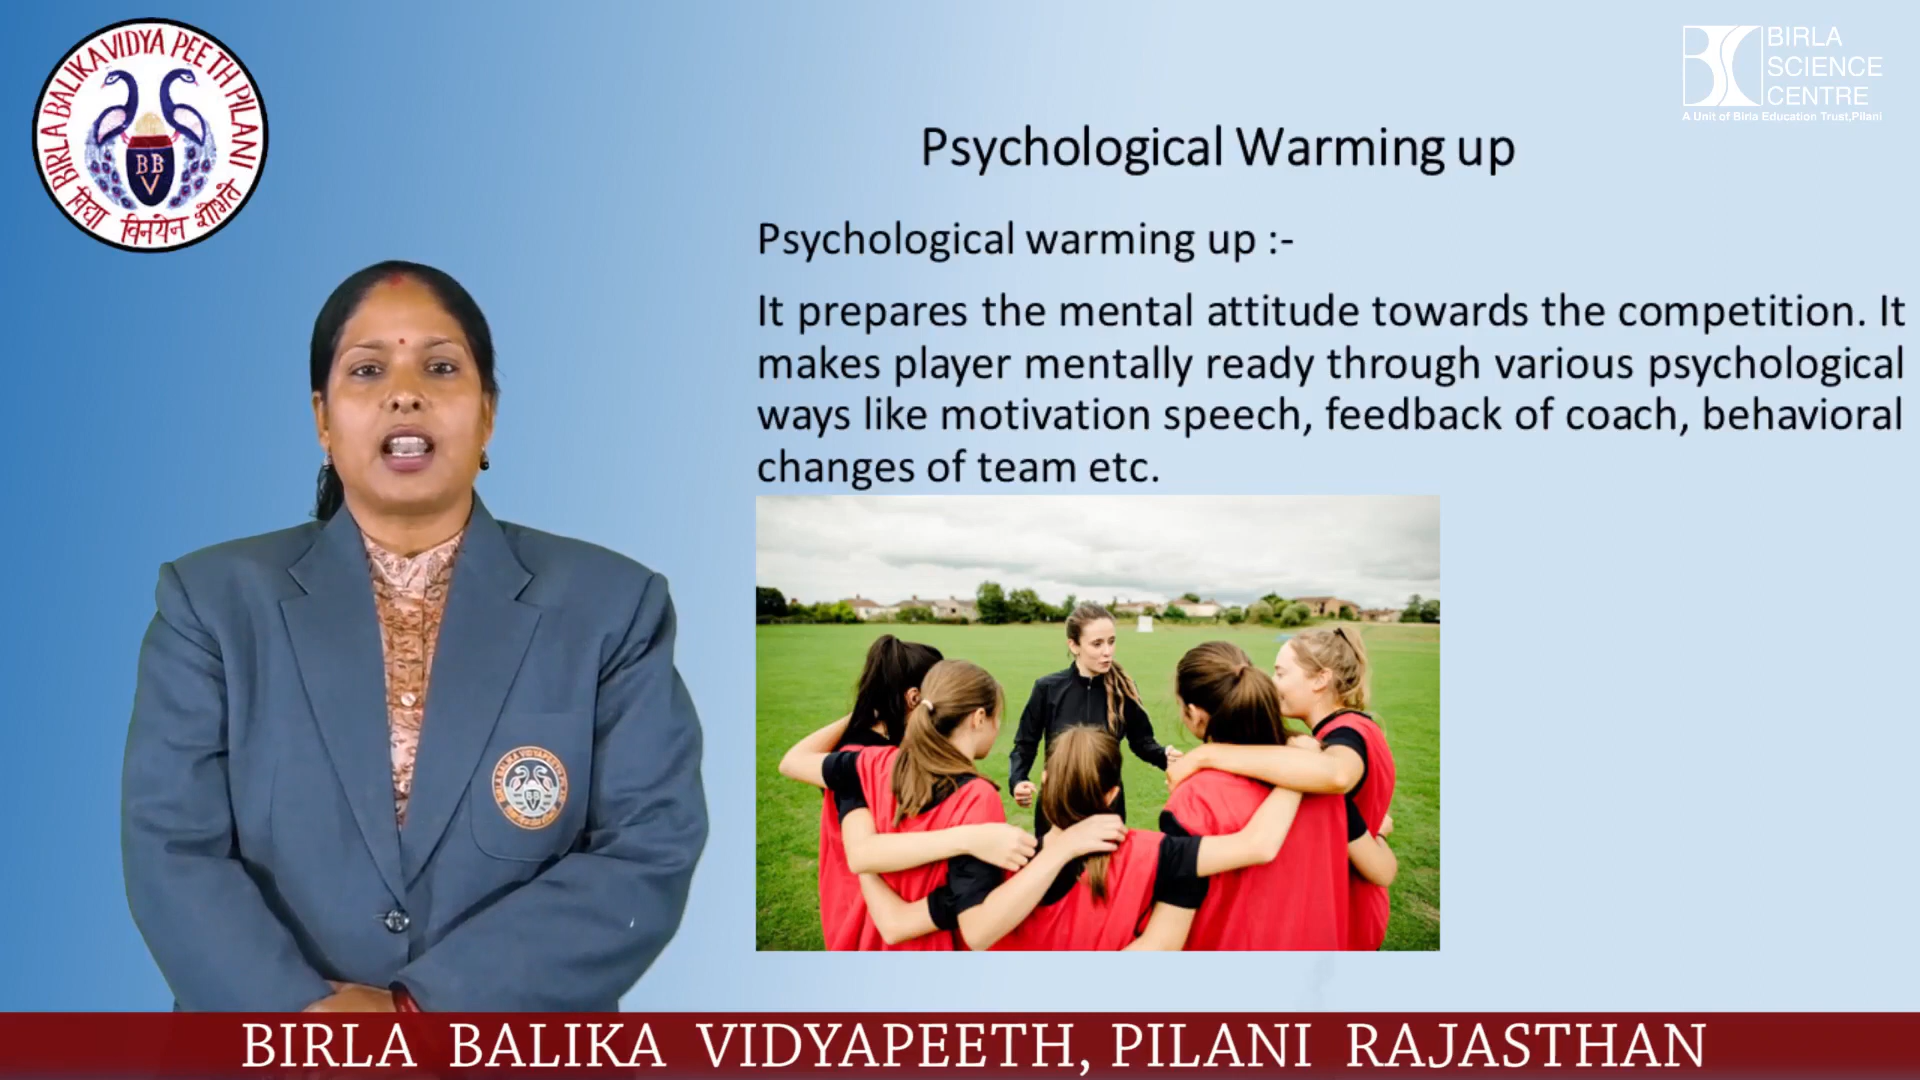 BIRLA BALIKA VIDYA PEETH PILANI
BB
V
विद्या विनयेन शोभते
BIRLA
SCIENCE
CENTRE
A Unit of Birla Education Trust,Pilani
Psychological Warming up
Psychological warming up :-
It prepares the mental attitude towards the competition. It
makes player mentally ready through various psychological
ways like motivation speech, feedback of coach, behavioral
changes of team etc.
BIRLA BALIKA VIDYAPEETH, PILANI RAJASTHAN